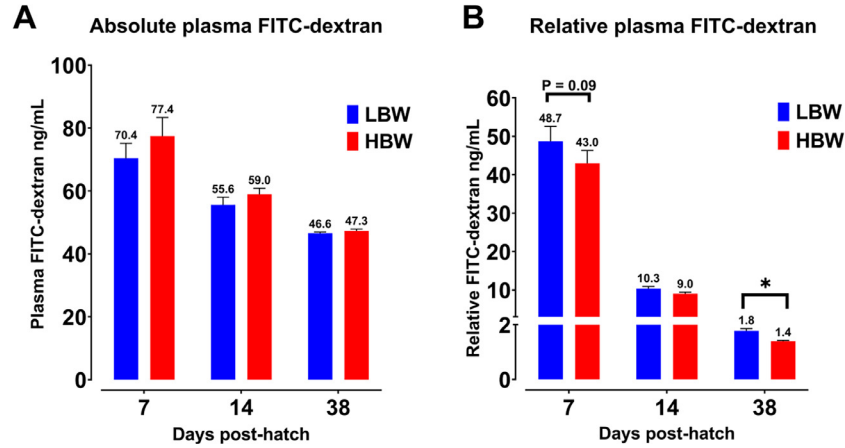 A
Absolute plasma FITC-dextran
Plasma FITC-dextran ng/mL
100
80
60
40
20
0
70.4
77.4
55.6
59.0
46.6
47.3
LBW
HBW
7
14
38
Days post-hatch
B
Relative plasma FITC-dextran
Relative FITC-dextran ng/mL
60
50
40
30
20
10
2
0
P = 0.09
48.7
43.0
10.3
9.0
*
1.8
1.4
LBW
HBW
7
14
38
Days post-hatch